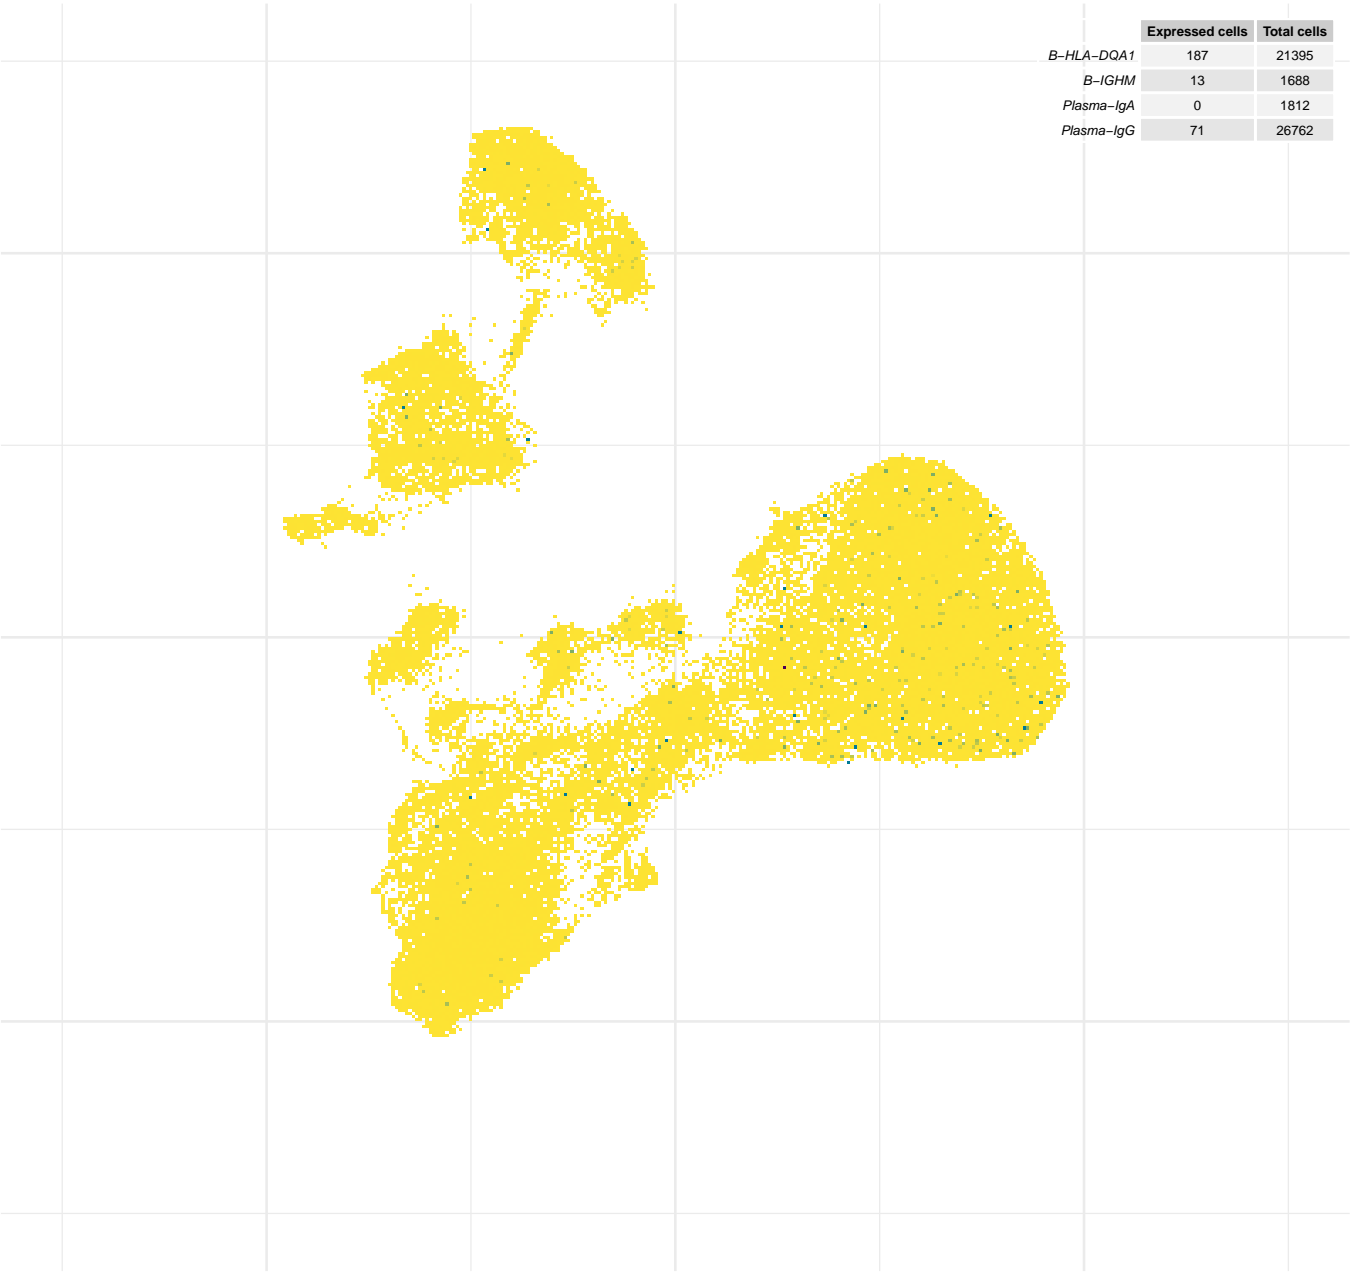 Expressed cells Total cells
B−HLA−DQA1 187 21395
B−IGHM 13 1688
Plasma−IgA 0 1812
Plasma−IgG 71 26762